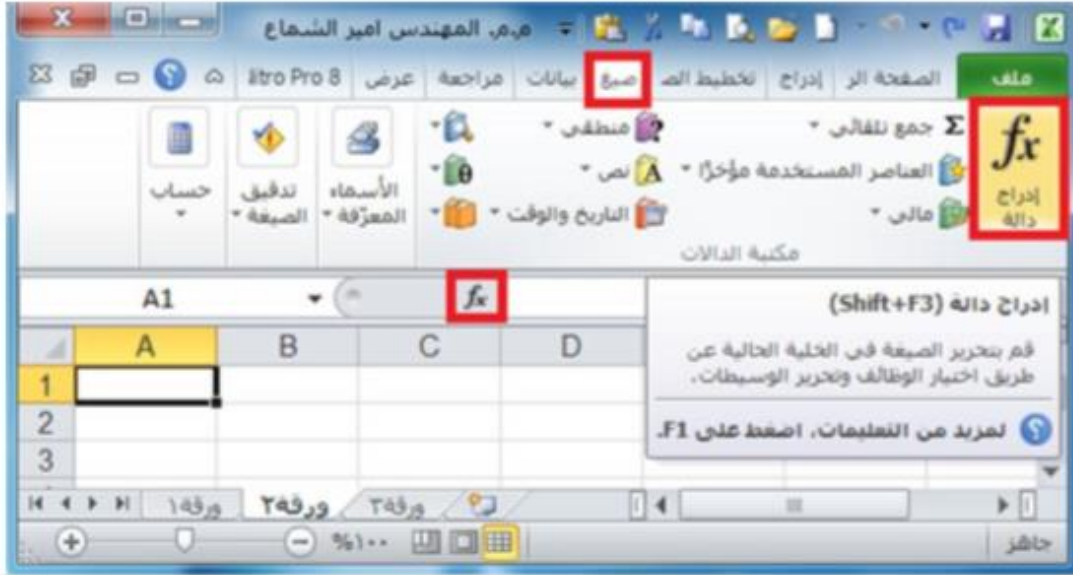 م.م. المهندس امير الشماع
ملف
الصفحة الر
إدراج
تخطيط الص
صيغ
بيانات
مراجعة
عرض
itro Pro 8
fx
إدراج
دالة
Σ جمع تلقائي
العناصر المستخدمة مؤخرًا
مالي
منطقي
نص
التاريخ والوقت
مكتبة الدالات
الأسماء
المعرّفة
تدقيق
الصيغة
حساب
A1
fx
إدراج دالة (Shift+F3)
قم بتحرير الصيغة في الخلية الحالية عن
طريق اختيار الوظائف وتحرير الوسيطات.
لمزيد من التعليمات، اضغط على F1.
A B C D
1
2
3
ورقة١ ورقة٢ ورقة٣
جاهز
%١٠٠